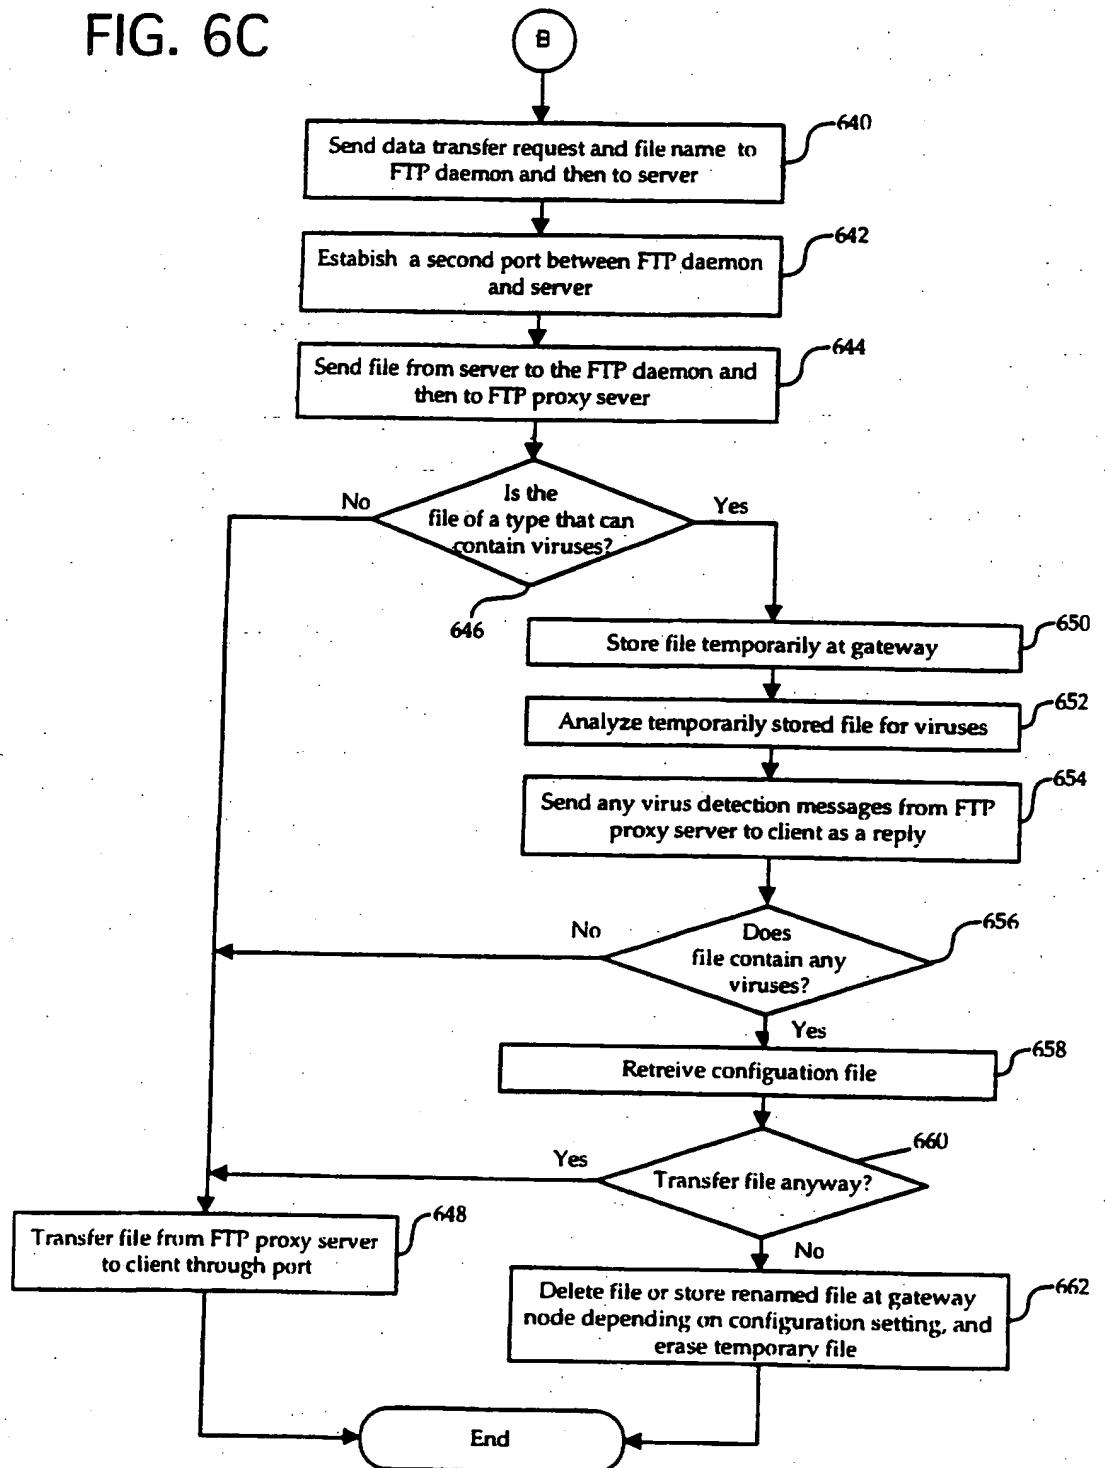 FIG. 6C
B
640
Send data transfer request and file name to
FTP daemon and then to server
642
Estabish a second port between FTP daemon
and server
644
Send file from server to the FTP daemon and
then to FTP proxy sever
Is the
file of a type that can
contain viruses?
No
Yes
646
650
Store file temporarily at gateway
652
Analyze temporarily stored file for viruses
654
Send any virus detection messages from FTP
proxy server to client as a reply
656
Does
file contain any
viruses?
No
Yes
658
Retreive configuation file
660
Transfer file anyway?
Yes
No
648
Transfer file from FTP proxy server
to client through port
662
Delete file or store renamed file at gateway
node depending on configuration setting, and
erase temporary file
End